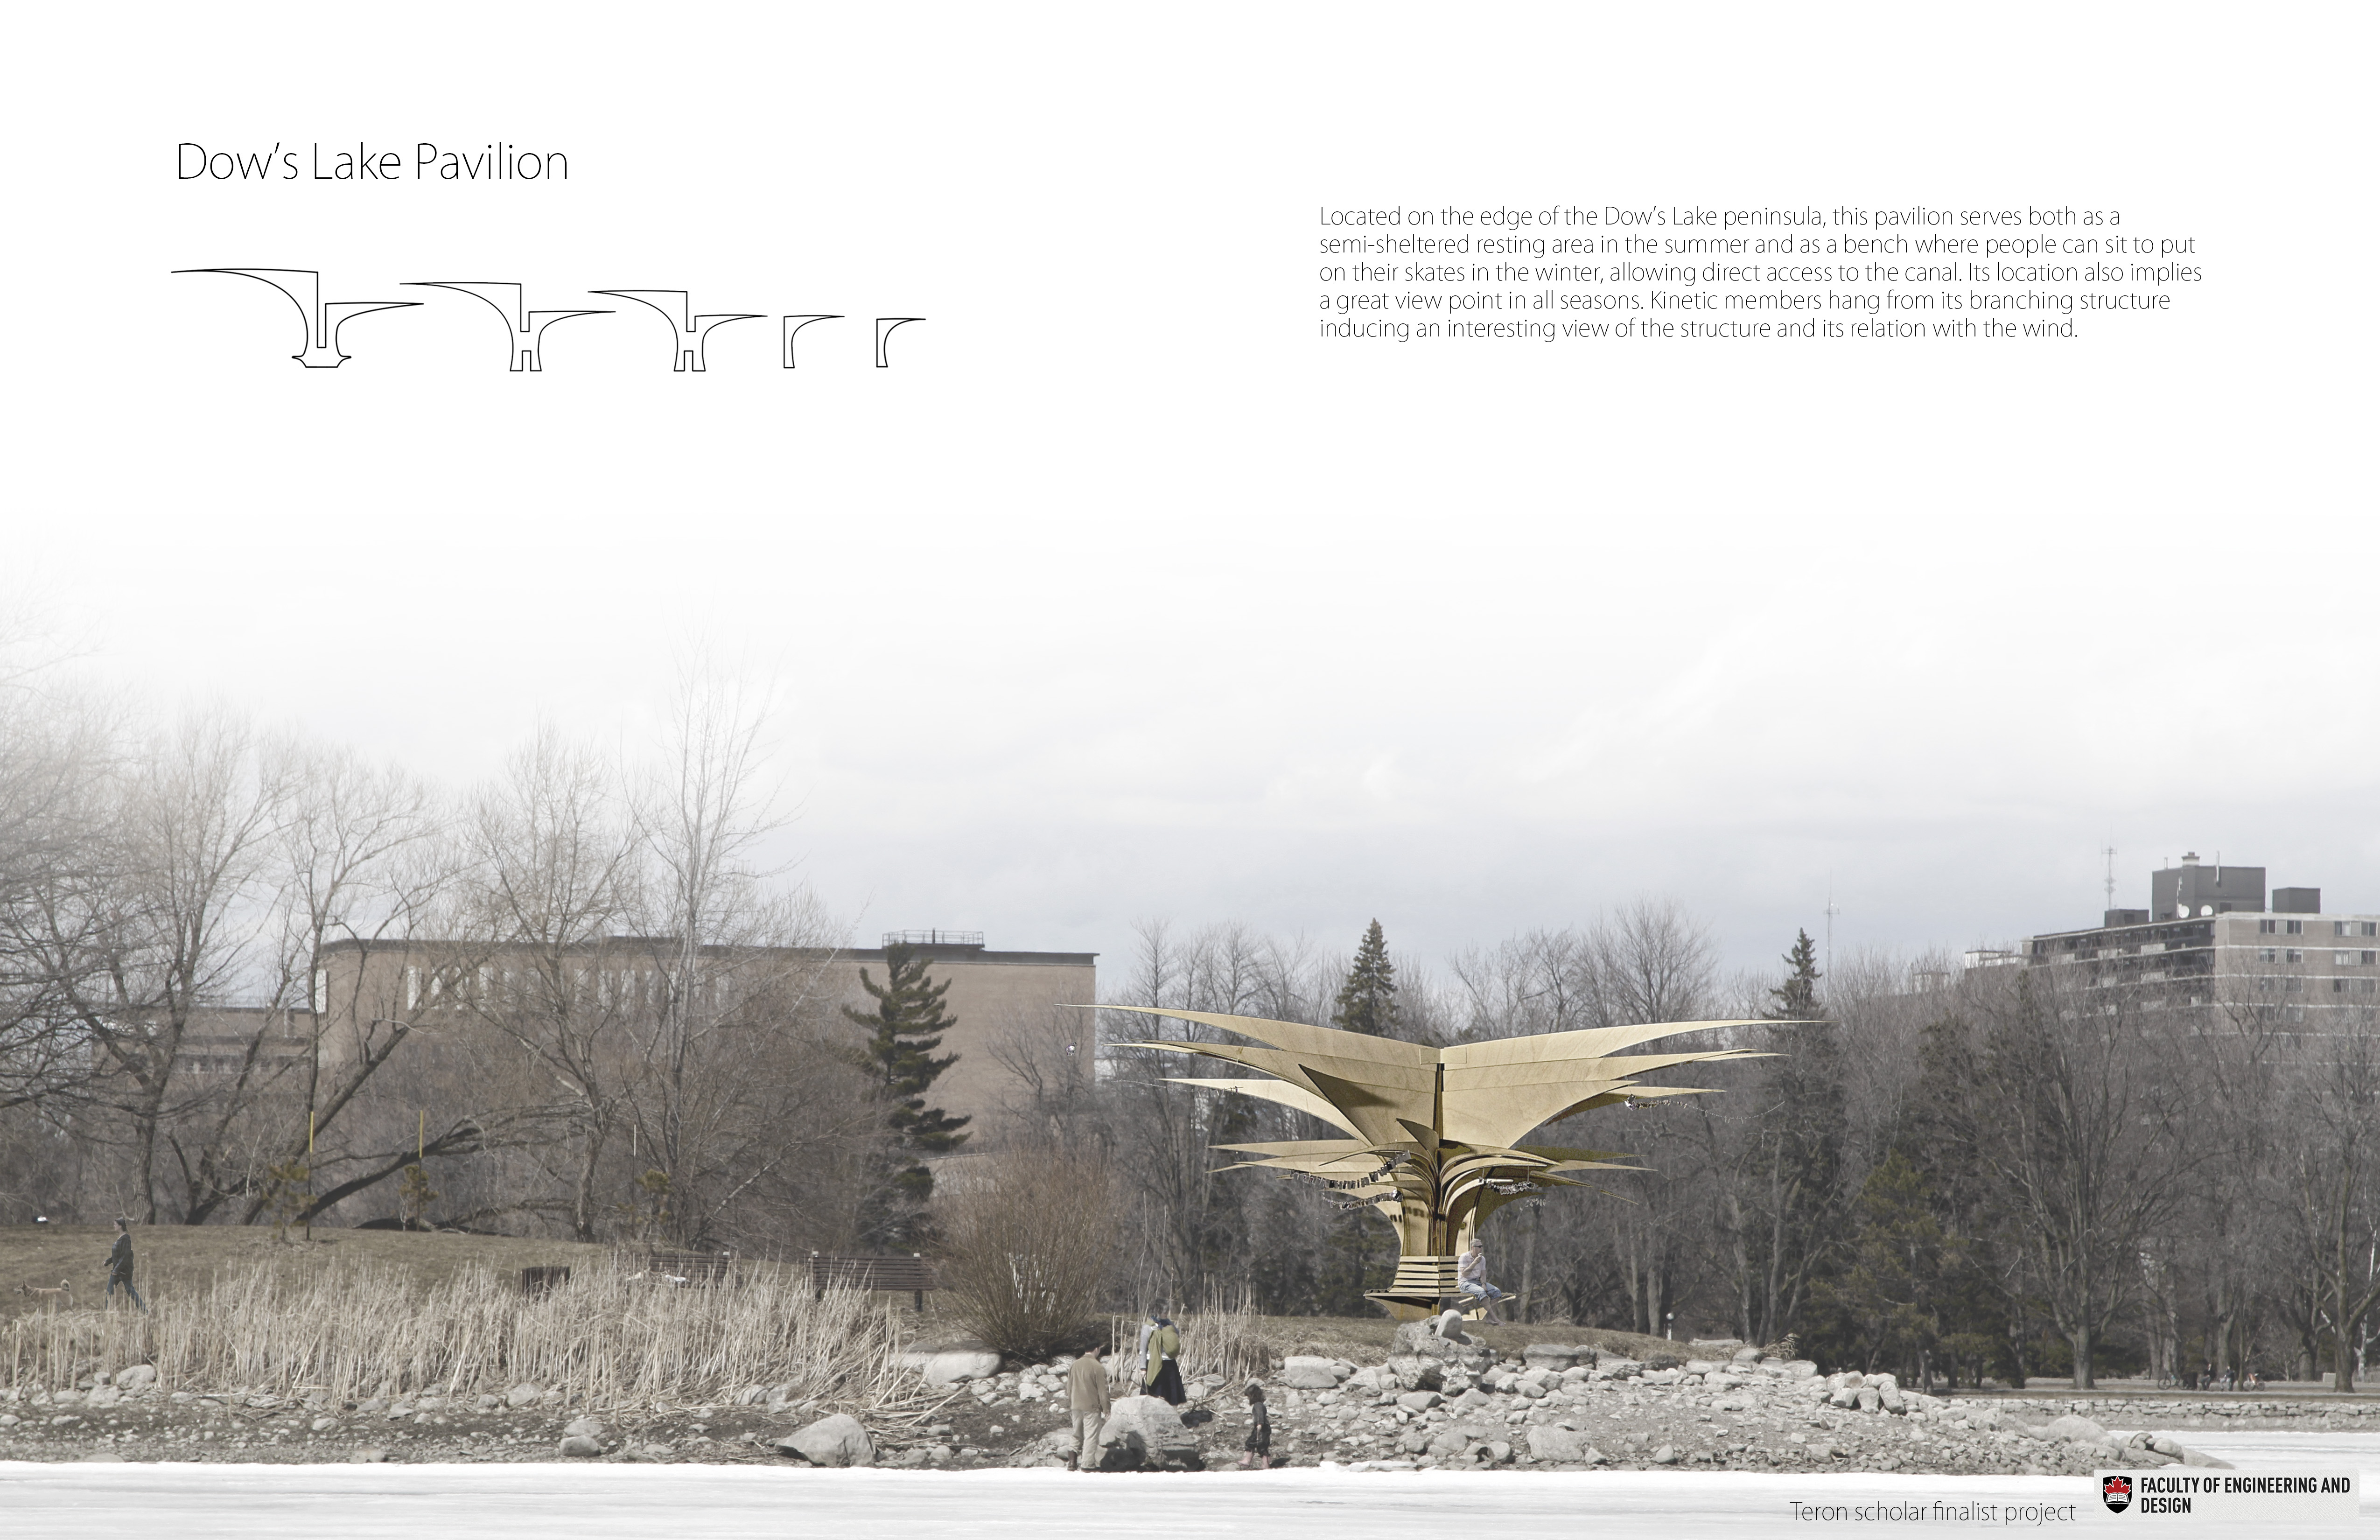 Dow's Lake Pavilion
Located on the edge of the Dow's Lake peninsula, this pavilion serves both as a
semi-sheltered resting area in the summer and as a bench where people can sit to put
on their skates in the winter, allowing direct access to the canal. Its location also implies
a great view point in all seasons. Kinetic members hang from its branching structure
inducing an interesting view of the structure and its relation with the wind.
Teron scholar finalist project
FACULTY OF ENGINEERING AND
DESIGN